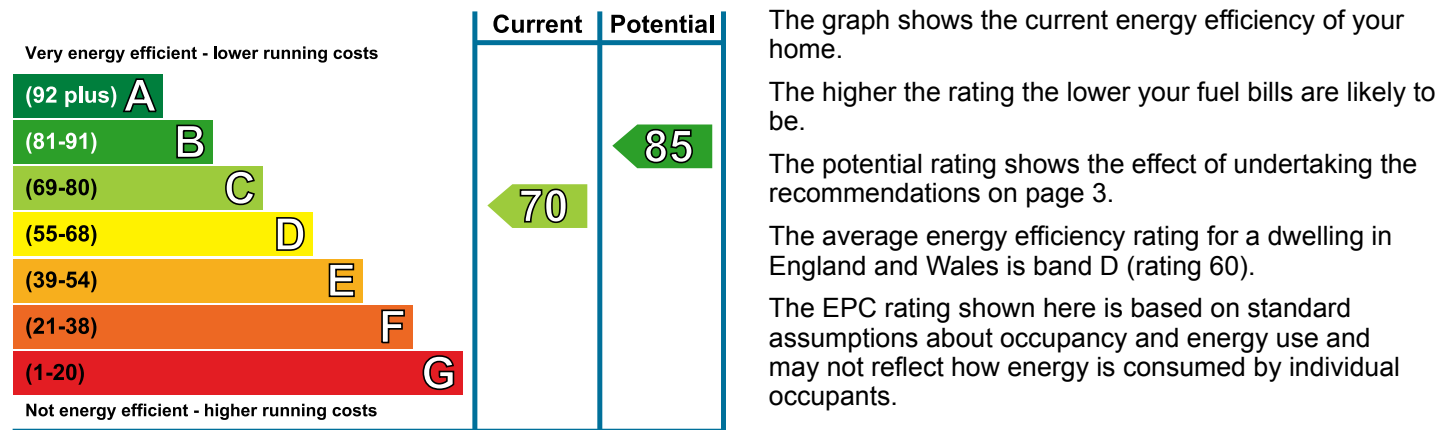 Current Potential
Very energy efficient - lower running costs
(92 plus) A
(81-91) B
85
(69-80) C
70
(55-68) D
(39-54) E
(21-38) F
(1-20) G
Not energy efficient - higher running costs
The graph shows the current energy efficiency of your
home.
The higher the rating the lower your fuel bills are likely to
be.
The potential rating shows the effect of undertaking the
recommendations on page 3.
The average energy efficiency rating for a dwelling in
England and Wales is band D (rating 60).
The EPC rating shown here is based on standard
assumptions about occupancy and energy use and
may not reflect how energy is consumed by individual
occupants.